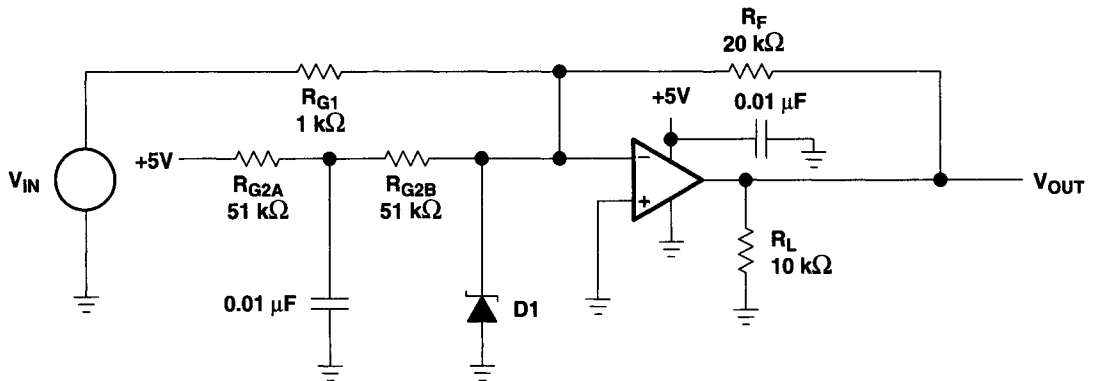 R_F
20 kΩ
+5V
0.01 μF
R_G1
1 kΩ
+5V
V_IN
R_G2A
51 kΩ
R_G2B
51 kΩ
−
+
V_OUT
R_L
10 kΩ
0.01 μF
D1